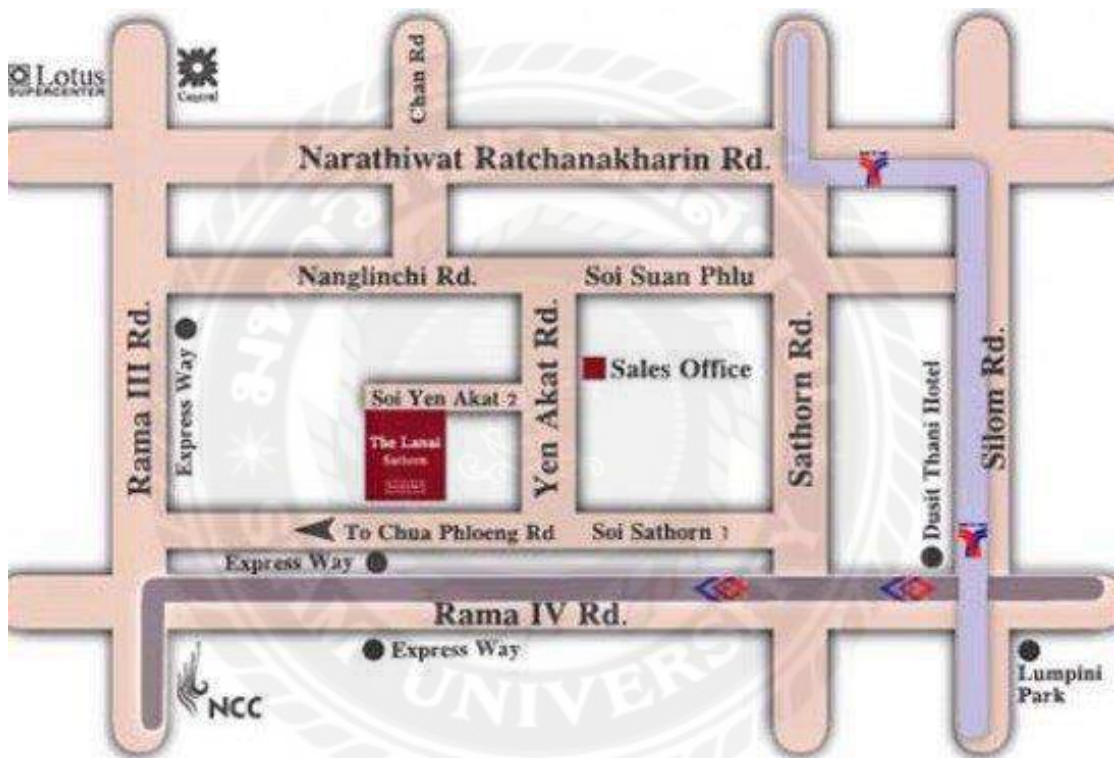 Lotus
SUPERCENTER
Central
Chan Rd
Narathiwat Ratchanakharin Rd.
Nanglinchi Rd.
Soi Suan Phlu
Rama III Rd.
Express Way
Yen Akat Rd.
Sales Office
Soi Yen Akat 2
The Lanai
Sathorn
Sathorn Rd.
Dusit Thani Hotel
Silom Rd.
To Chua Phloeng Rd
Soi Sathorn 1
Express Way
Rama IV Rd.
Express Way
NCC
Lumpini
Park
UNIVERSITY